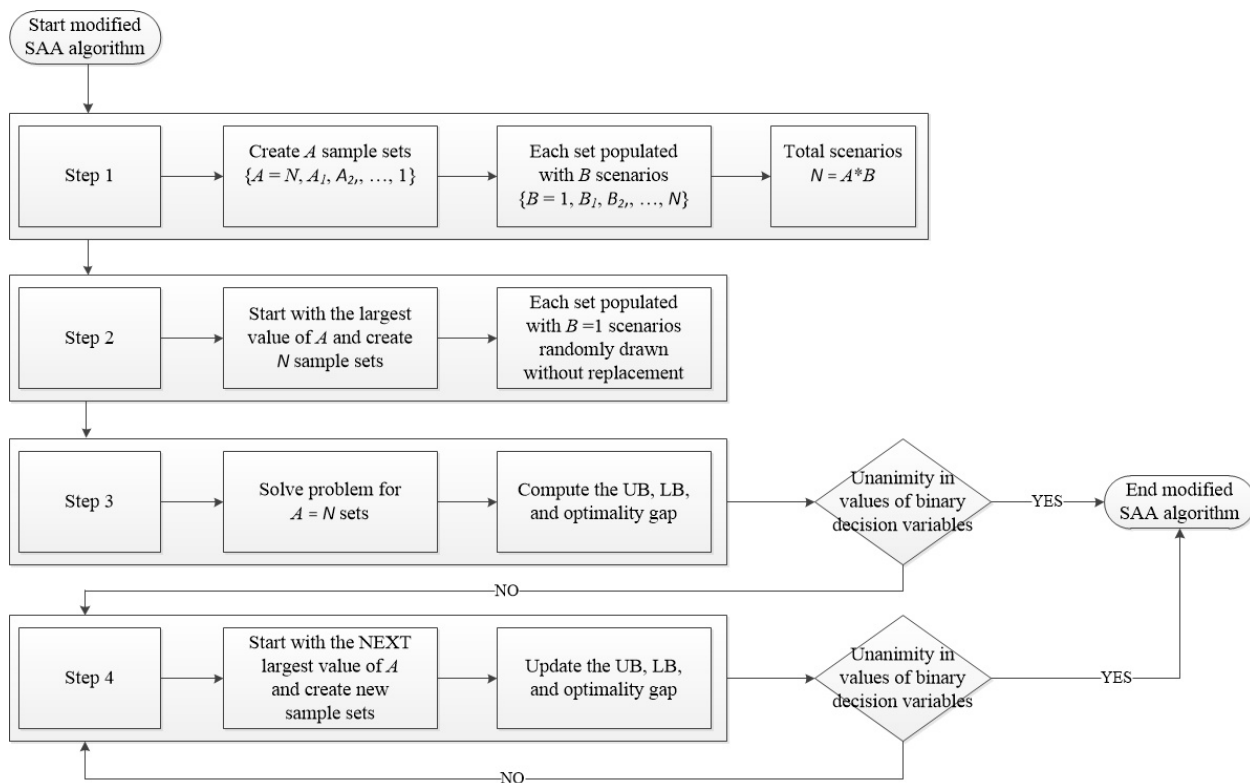 Start modified
SAA algorithm
Step 1
Create A sample sets
{A = N, A₁, A₂,, …, 1}
Each set populated
with B scenarios
{B = 1, B₁, B₂,, …, N}
Total scenarios
N = A*B
Step 2
Start with the largest
value of A and create
N sample sets
Each set populated
with B =1 scenarios
randomly drawn
without replacement
Step 3
Solve problem for
A = N sets
Compute the UB, LB,
and optimality gap
Unanimity in
values of binary
decision variables
YES
End modified
SAA algorithm
NO
Step 4
Start with the NEXT
largest value of A
and create new
sample sets
Update the UB, LB,
and optimality gap
Unanimity in
values of binary
decision variables
YES
NO